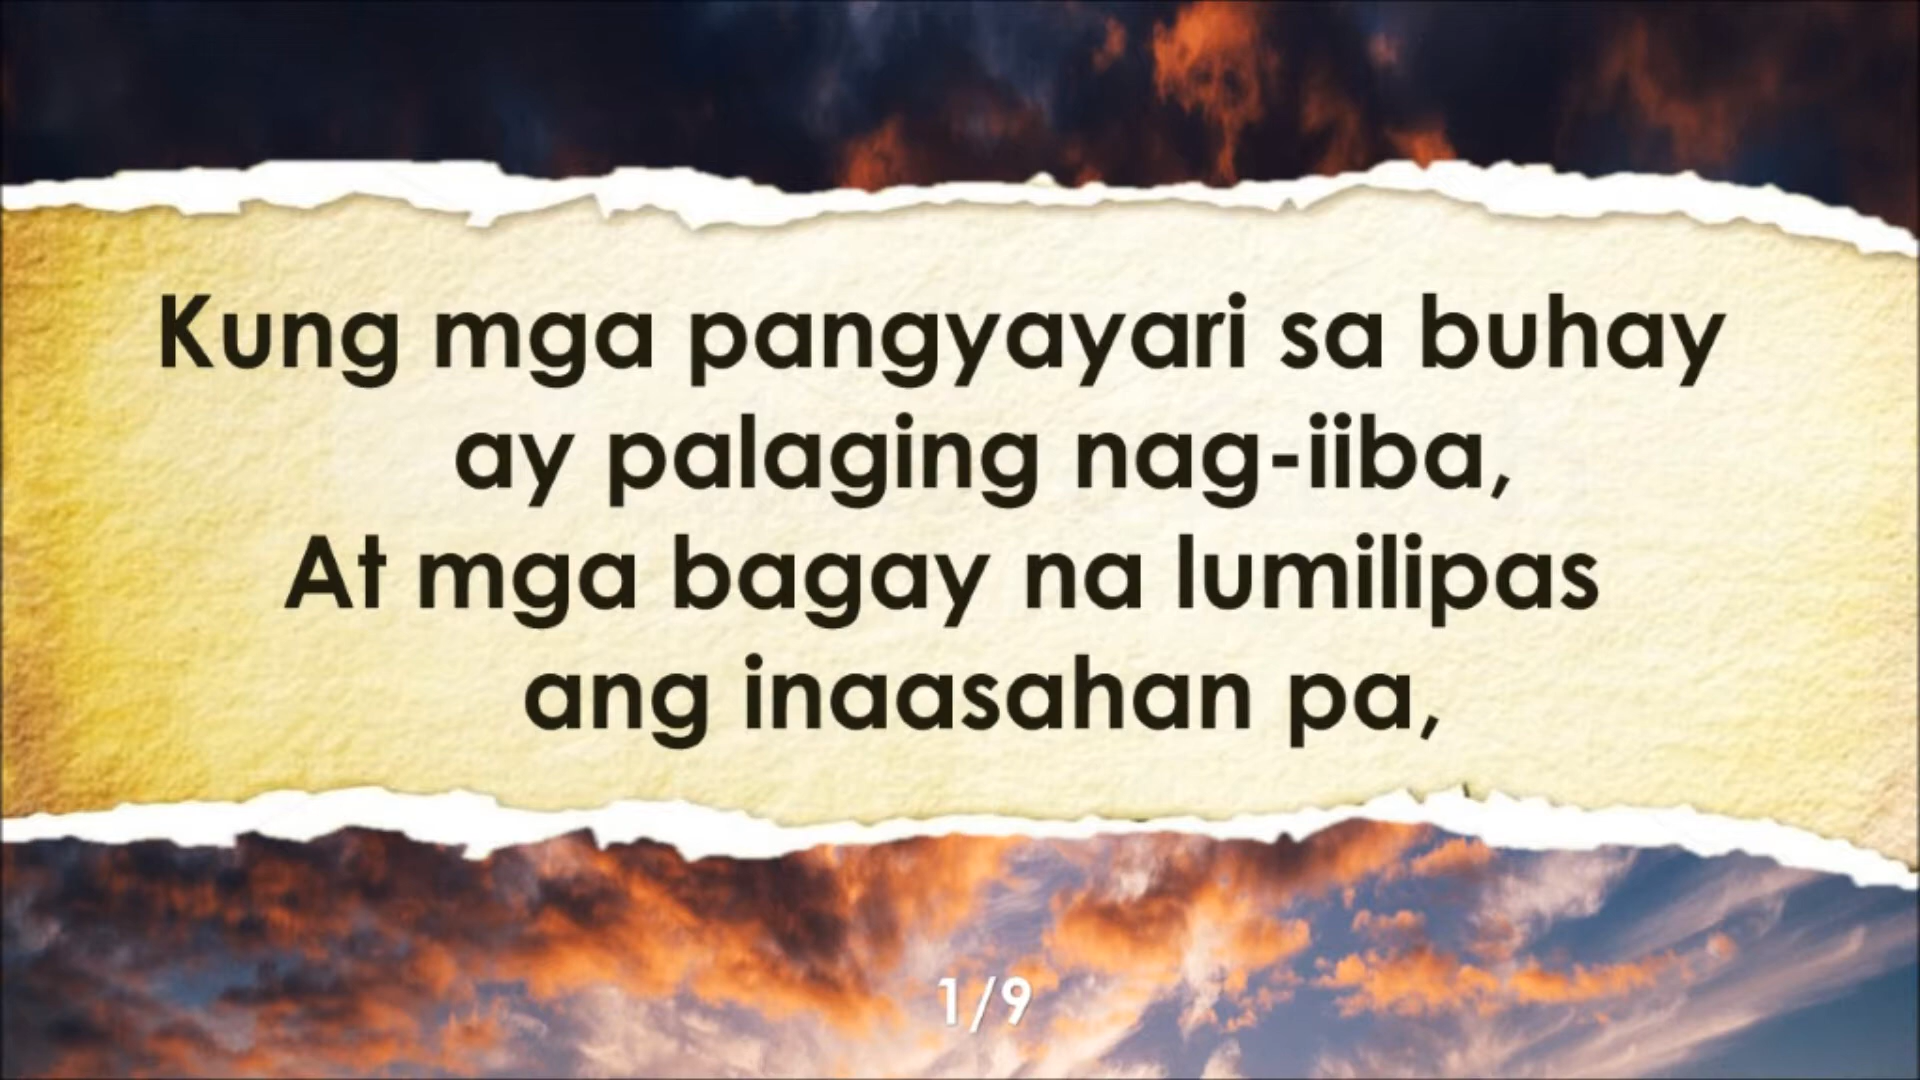 Kung mga pangyayari sa buhay
ay palaging nag-iiba,
At mga bagay na lumilipas
ang inaasahan pa,
1/9